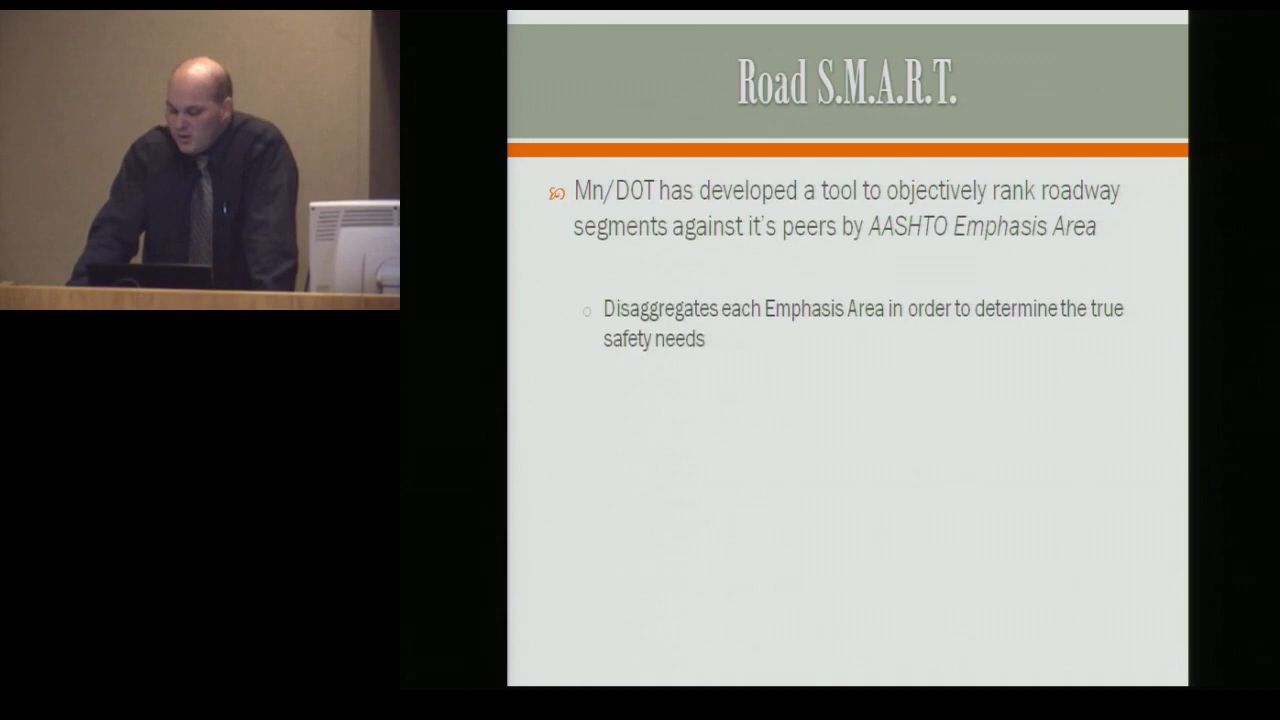 Road S.M.A.R.T.
Mn/DOT has developed a tool to objectively rank roadway
segments against it's peers by AASHTO Emphasis Area
Disaggregates each Emphasis Area in order to determine the true
safety needs